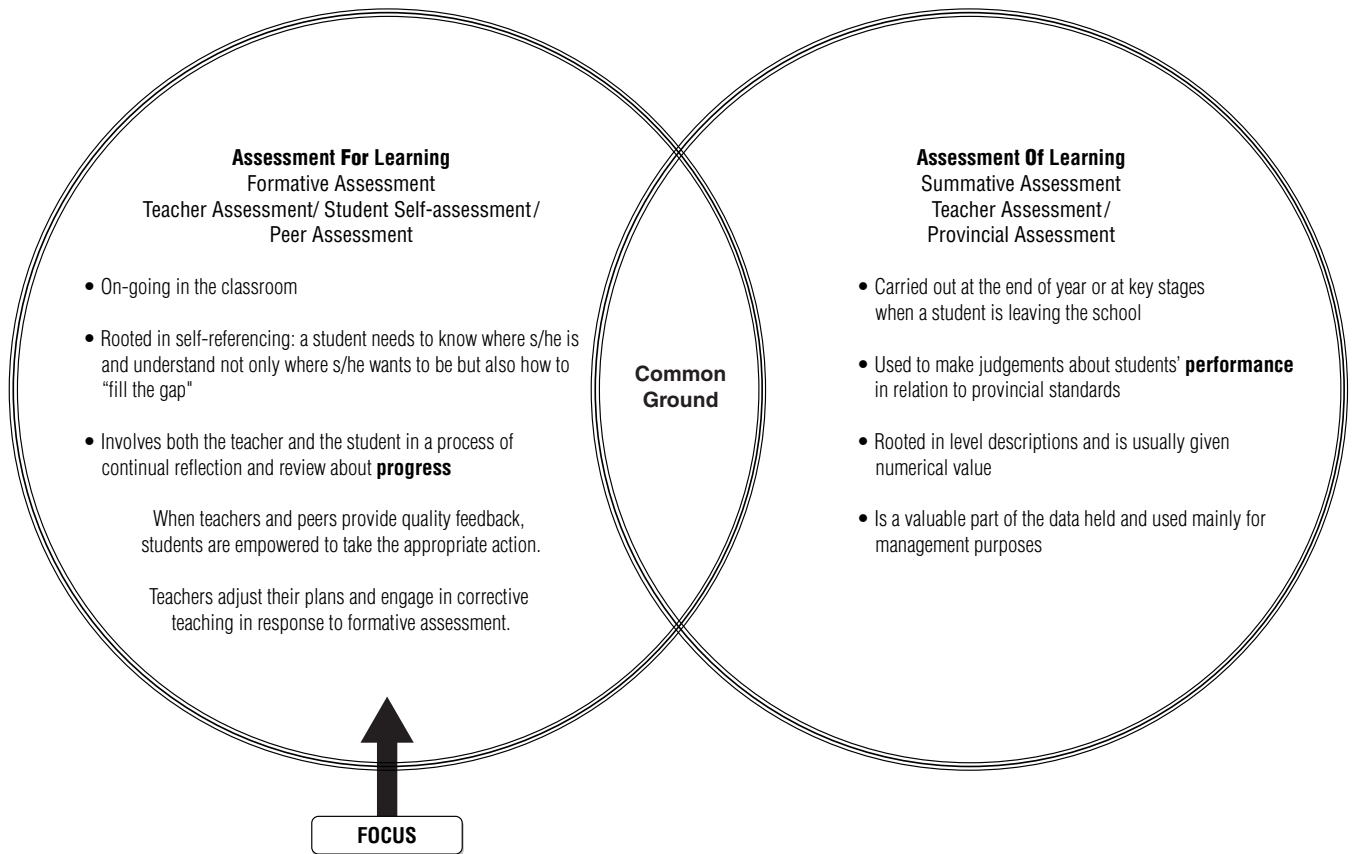 Assessment For Learning
Formative Assessment
Teacher Assessment/ Student Self-assessment/
Peer Assessment
• On-going in the classroom
• Rooted in self-referencing: a student needs to know where s/he is
and understand not only where s/he wants to be but also how to
“fill the gap"
• Involves both the teacher and the student in a process of
continual reflection and review about progress
When teachers and peers provide quality feedback,
students are empowered to take the appropriate action.
Teachers adjust their plans and engage in corrective
teaching in response to formative assessment.
Common
Ground
Assessment Of Learning
Summative Assessment
Teacher Assessment/
Provincial Assessment
• Carried out at the end of year or at key stages
when a student is leaving the school
• Used to make judgements about students’ performance
in relation to provincial standards
• Rooted in level descriptions and is usually given
numerical value
• Is a valuable part of the data held and used mainly for
management purposes
FOCUS